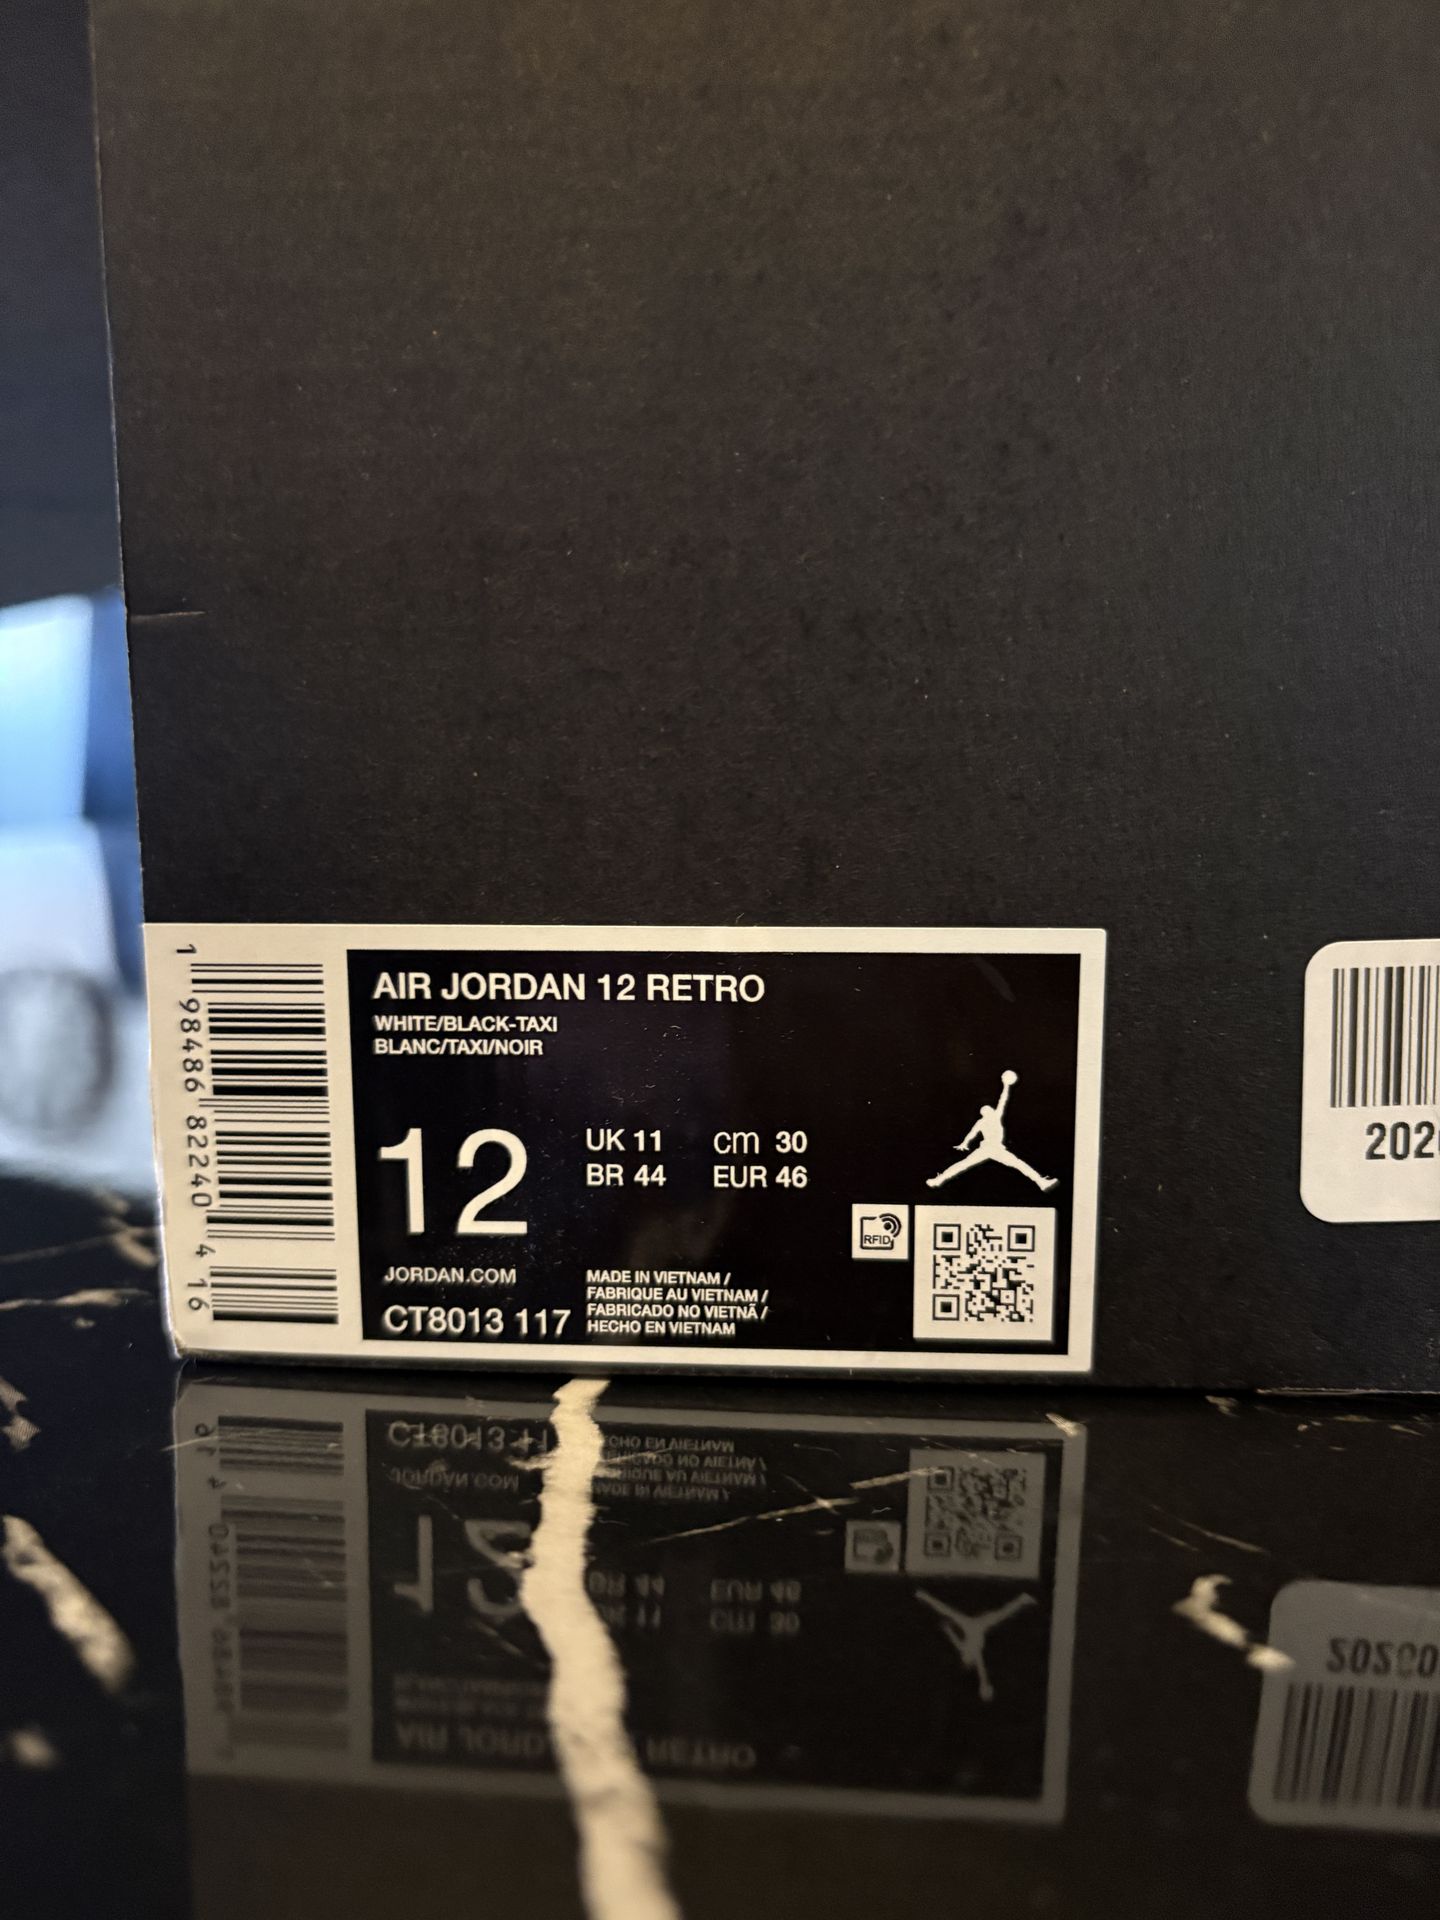 AIR JORDAN 12 RETRO
WHITE/BLACK-TAXI
BLANC/TAXI/NOIR
12
UK 11 cm 30
BR 44 EUR 46
RFID
JORDAN.COM
CT8013 117
MADE IN VIETNAM /
FABRIQUE AU VIETNAM /
FABRICADO NO VIETNÃ /
HECHO EN VIETNAM
1 98486 82240 4 16